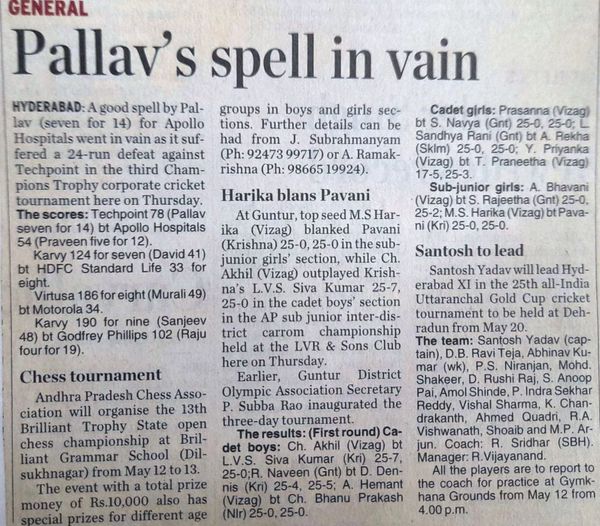 GENERAL
Pallav's spell in vain
HYDERABAD: A good spell by Pal-
lav (seven for 14) for Apollo
Hospitals went in vain as it suf-
fered a 24-run defeat against
Techpoint in the third Cham-
pions Trophy corporate cricket
tournament here on Thursday.
The scores: Techpoint 78 (Pallav
seven for 14) bt Apollo Hospitals
54 (Praveen five for 12).
Karvy 124 for seven (David 41)
bt HDFC Standard Life 33 for
eight.
Virtusa 186 for eight (Murali 49)
bt Motorola 34.
Karvy 190 for nine (Sanjeev
48) bt Godfrey Phillips 102 (Raju
four for 19).
Chess tournament
Andhra Pradesh Chess Asso-
ciation will organise the 13th
Brilliant Trophy State open
chess championship at Bril-
liant Grammar School (Dil-
sukhnagar) from May 12 to 13.
The event with a total prize
money of Rs.10,000 also has
special prizes for different age
groups in boys and girls sec-
tions. Further details can be
had from J. Subrahmanyam
(Ph: 92473 99717) or A. Ramak-
rishna (Ph: 98665 19924).
Harika blans Pavani
At Guntur, top seed M.S Har
ika (Vizag) blanked Pavani
(Krishna) 25-0, 25-0 in the sub-
junior girls' section, while Ch.
Akhil (Vizag) outplayed Krish-
na's L.V.S. Siva Kumar 25-7,
25-0 in the cadet boys' section
in the AP sub junior inter-dis-
trict carrom championship
held at the LVR & Sons Club
here on Thursday.
Earlier, Guntur District
Olympic Association Secretary
P. Subba Rao inaugurated the
three-day tournament.
The results: (First round) Ca-
det boys: Ch. Akhil (Vizag) bt
L.V.S. Siva Kumar (Kri) 25-7,
25-0;R. Naveen (Gnt) bt D. Den-
nis (Kri) 25-4, 25-5; A. Hemant
(Vizag) bt Ch. Bhanu Prakash
(Nlr) 25-0, 25-0.
Cadet girls: Prasanna (Vizag)
bt S. Navya (Gnt) 25-0, 25-0; L.
Sandhya Rani (Gnt) bt A. Rekha
(Sklm) 25-0, 25-0; Y. Priyanka
(Vizag) bt T. Praneetha (Vizag)
17-5, 25-3.
Sub-junior girls: A. Bhavani
(Vizag) bt S. Rajeetha (Gnt) 25-0,
25-2; M.S. Harika (Vizag) bt Pava-
ni (Kri) 25-0, 25-0.
Santosh to lead
Santosh Yadav will lead Hyd-
erabad XI in the 25th all-India
Uttaranchal Gold Cup cricket
tournament to be held at Deh-
radun from May 20.
The team: Santosh Yadav (cap-
tain), D.B. Ravi Teja, Abhinav Ku-
mar (wk), P.S. Niranjan, Mohd.
Shakeer, D. Rushi Raj, S. Anoop
Pai, Amol Shinde, P. Indra Sekhar
Reddy, Vishal Sharma, K. Chan-
drakanth, Ahmed Quadri, R.A.
Vishwanath, Shoaib and M.P. Ar-
jun. Coach: R. Sridhar (SBH).
Manager: R.Vijayanand.
All the players are to report to
the coach for practice at Gymk-
hana Grounds from May 12 from
4.00 p.m.